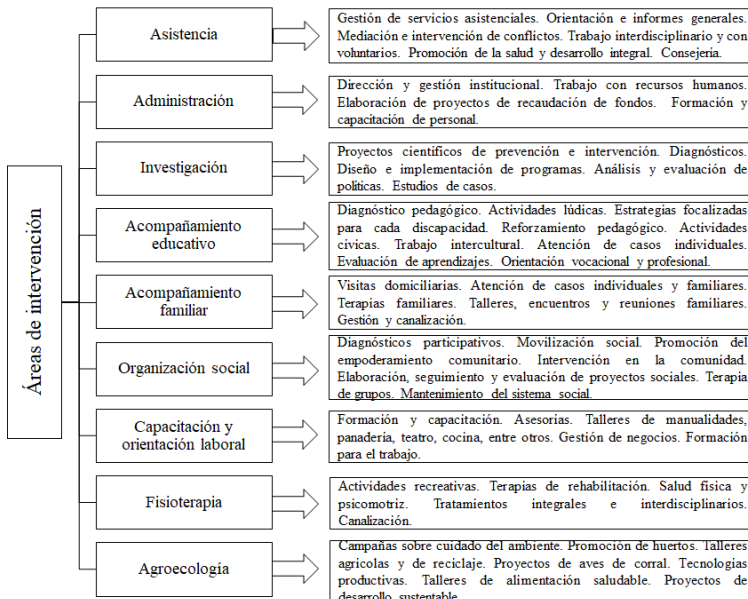 Áreas de intervención
Asistencia
Gestión de servicios asistenciales. Orientación e informes generales.
Mediación e intervención de conflictos. Trabajo interdisciplinario y con
voluntarios. Promoción de la salud y desarrollo integral. Consejeria.
Administración
Dirección y gestión institucional. Trabajo con recursos humanos.
Elaboración de proyectos de recaudación de fondos. Formación y
capacitación de personal.
Investigación
Proyectos científicos de prevención e intervención. Diagnósticos.
Diseño e implementación de programas. Análisis y evaluación de
políticas. Estudios de casos.
Acompañamiento
educativo
Diagnóstico pedagógico. Actividades lúdicas. Estrategias focalizadas
para cada discapacidad. Reforzamiento pedagógico. Actividades
cívicas. Trabajo intercultural. Atención de casos individuales.
Evaluación de aprendizajes. Orientación vocacional y profesional.
Acompañamiento
familiar
Visitas domiciliarias. Atención de casos individuales y familiares.
Terapias familiares. Talleres, encuentros y reuniones familiares.
Gestión y canalización.
Organización social
Diagnósticos participativos. Movilización social. Promoción del
empoderamiento comunitario. Intervención en la comunidad.
Elaboración, seguimiento y evaluación de proyectos sociales. Terapia
de grupos. Mantenimiento del sistema social.
Capacitación y
orientación laboral
Formación y capacitación. Asesorias. Talleres de manualidades,
panadería, teatro, cocina, entre otros. Gestión de negocios. Formación
para el trabajo.
Fisioterapia
Actividades recreativas. Terapias de rehabilitación. Salud física y
psicomotriz. Tratamientos integrales e interdisciplinarios.
Canalización.
Agroecología
Campañas sobre cuidado del ambiente. Promoción de huertos. Talleres
agricolas y de reciclaje. Proyectos de aves de corral. Tecnologías
productivas. Talleres de alimentación saludable. Proyectos de
desarrollo sustentable